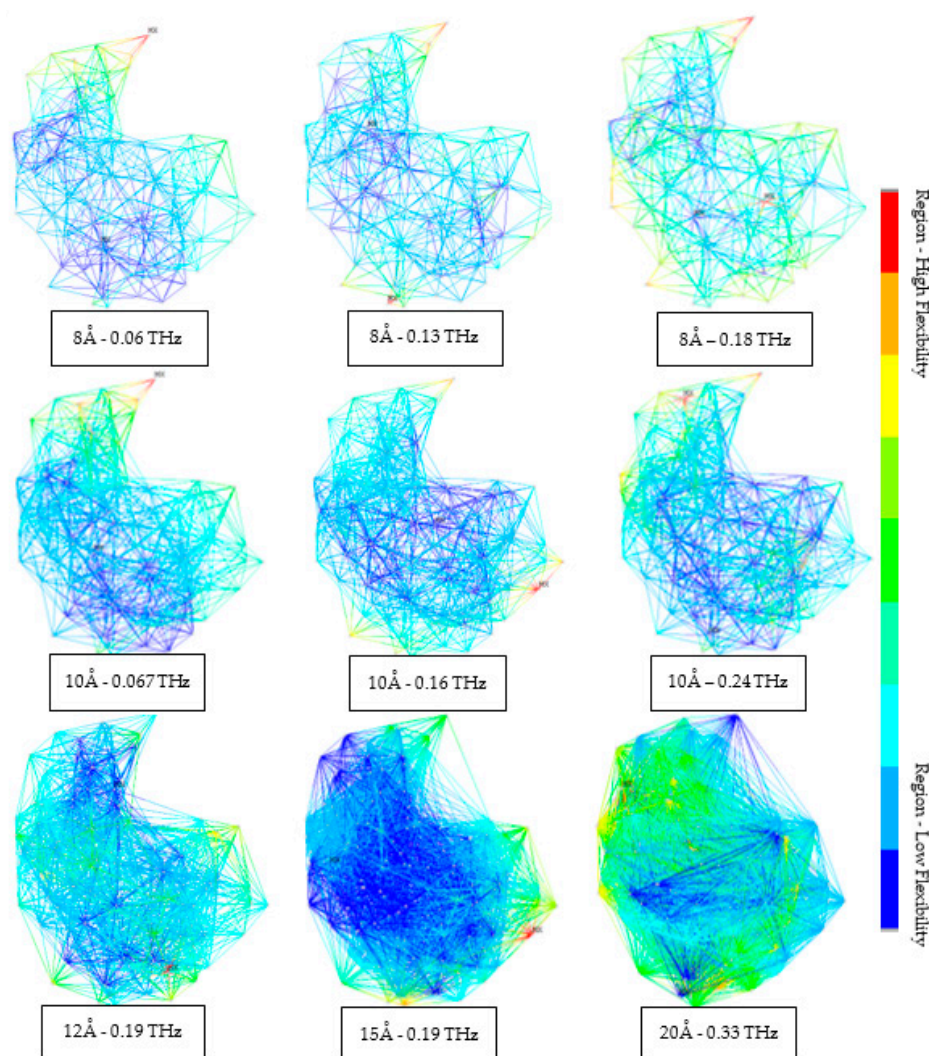 8Å - 0.06 THz
8Å - 0.13 THz
8Å – 0.18 THz
10Å - 0.067 THz
10Å - 0.16 THz
10Å – 0.24 THz
12Å - 0.19 THz
15Å - 0.19 THz
20Å - 0.33 THz
Region - High Flexibility
Region - Low Flexibility